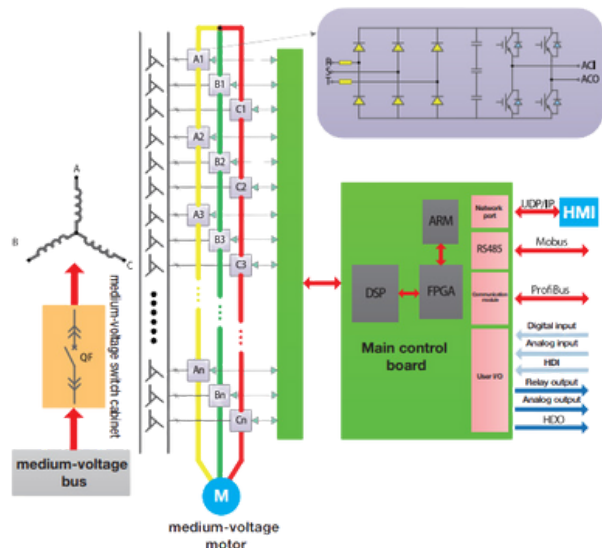 A
B
C
QF
medium-voltage switch cabinet
medium-voltage
bus
A1
B1
C1
A2
B2
C2
A3
B3
C3
An
Bn
Cn
M
medium-voltage
motor
ACI
ACO
DSP
FPGA
ARM
Main control
board
Network
port
RS485
Communication
module
User I/O
UDP/IP
HMI
Mobus
ProfiBus
Digital input
Analog input
HDI
Relay output
Analog output
HDO